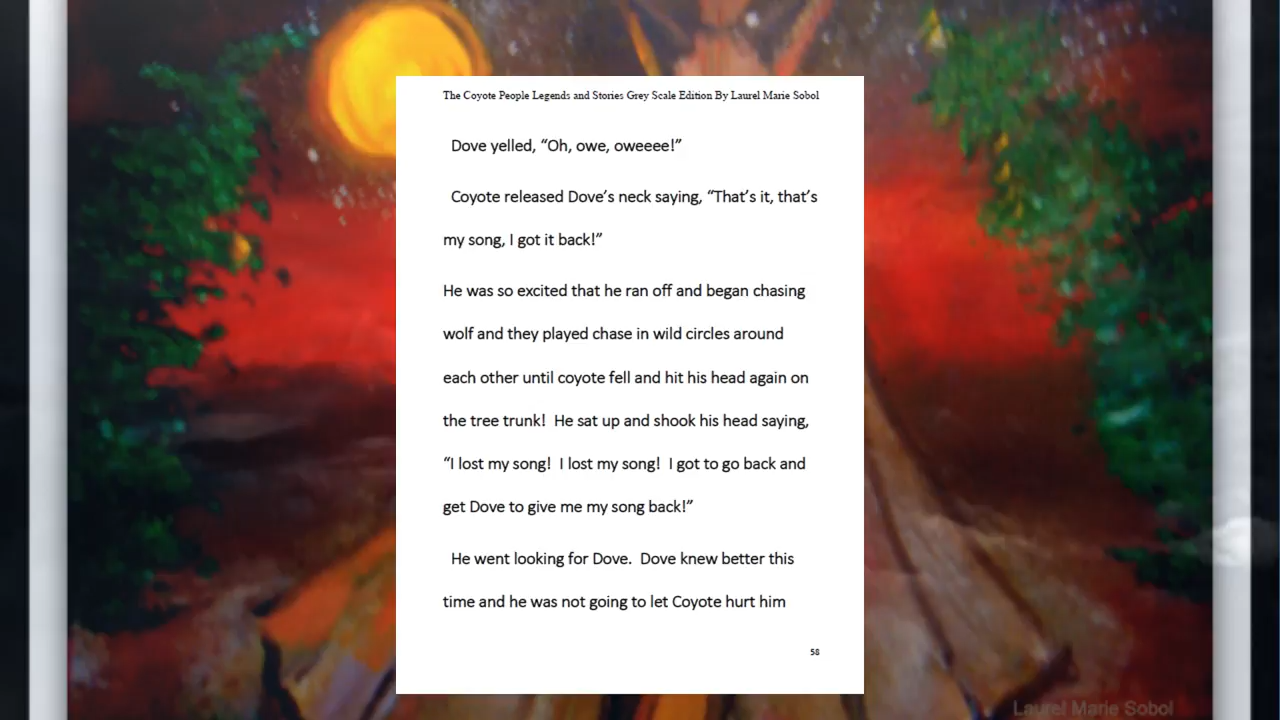 The Coyote People Legends and Stories Grey Scale Edition By Laurel Marie Sobol
Dove yelled, “Oh, owe, oweeee!”
Coyote released Dove’s neck saying, “That’s it, that’s
my song, I got it back!”
He was so excited that he ran off and began chasing
wolf and they played chase in wild circles around
each other until coyote fell and hit his head again on
the tree trunk!  He sat up and shook his head saying,
“I lost my song!  I lost my song!  I got to go back and
get Dove to give me my song back!”
He went looking for Dove.  Dove knew better this
time and he was not going to let Coyote hurt him
58
Laurel Marie Sobol